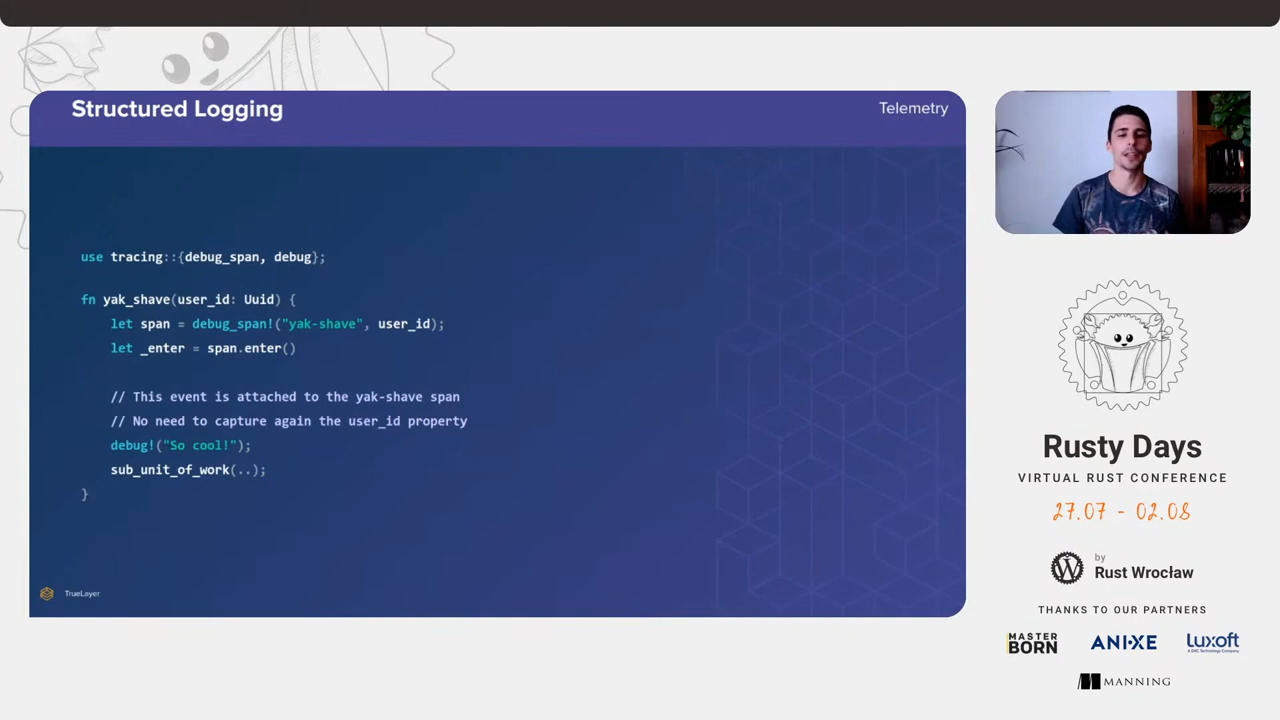 Structured Logging
Telemetry
use tracing::{debug_span, debug};
fn yak_shave(user_id: Uuid) {
let span = debug_span!("yak-shave", user_id);
let _enter = span.enter()
// This event is attached to the yak-shave span
// No need to capture again the user_id property
debug!("So cool!");
sub_unit_of_work(..);
}
TrueLayer
Rusty Days
VIRTUAL RUST CONFERENCE
27.07 - 02.08
by
Rust Wrocław
THANKS TO OUR PARTNERS
MASTER
BORN
ANIXE
Luxoft
A DXC Technology Company
MANNING